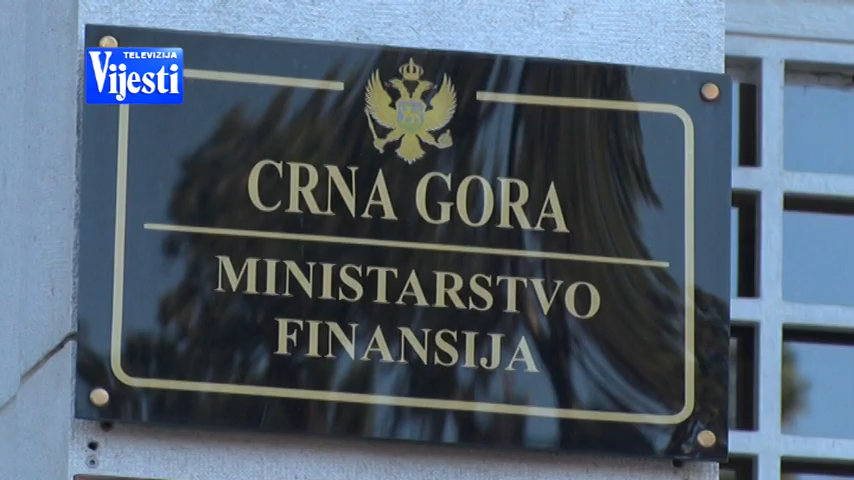 TELEVIZIJA
Vijesti
CRNA GORA
MINISTARSTVO
FINANSIJA